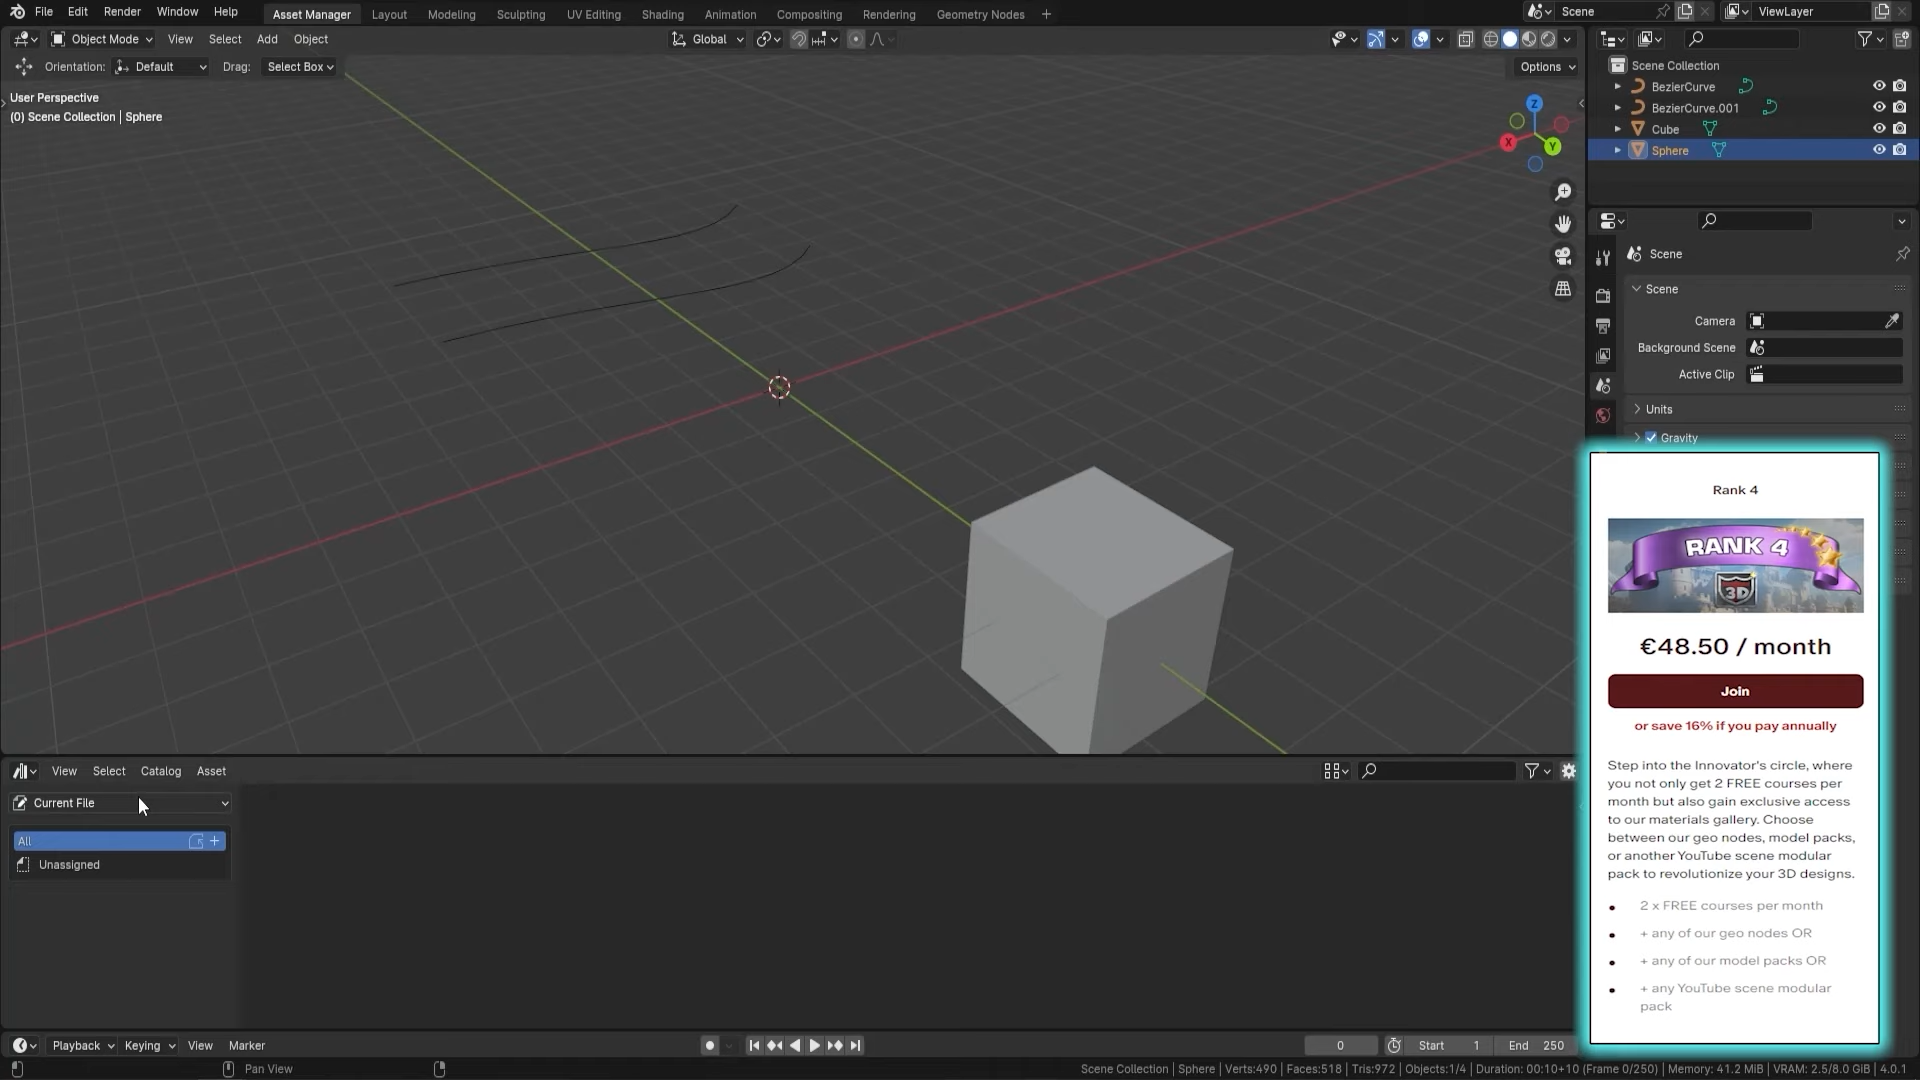 File Edit Render Window Help Asset Manager Layout Modeling Sculpting UV Editing Shading Animation Compositing Rendering Geometry Nodes + Scene ViewLayer
Object Mode View Select Add Object Global
Orientation: Default Drag: Select Box Options
User Perspective
(0) Scene Collection | Sphere
Z
X
Y
Scene Collection
BezierCurve
BezierCurve.001
Cube
Sphere
Scene
Scene
Camera
Background Scene
Active Clip
Units
Gravity
Rank 4
RANK 4
3D
€48.50 / month
Join
or save 16% if you pay annually
Step into the Innovator's circle, where
you not only get 2 FREE courses per
month but also gain exclusive access
to our materials gallery. Choose
between our geo nodes, model packs,
or another YouTube scene modular
pack to revolutionize your 3D designs.
2 x FREE courses per month
+ any of our geo nodes OR
+ any of our model packs OR
+ any YouTube scene modular
pack
View Select Catalog Asset
Current File
All
Unassigned
Playback Keying View Marker 0 Start 1 End 250
Pan View Scene Collection | Sphere | Verts:490 | Faces:518 | Tris:972 | Objects:1/4 | Duration: 00:10+10 (Frame 0/250) | Memory: 41.2 MiB | VRAM: 2.5/8.0 GiB | 4.0.1